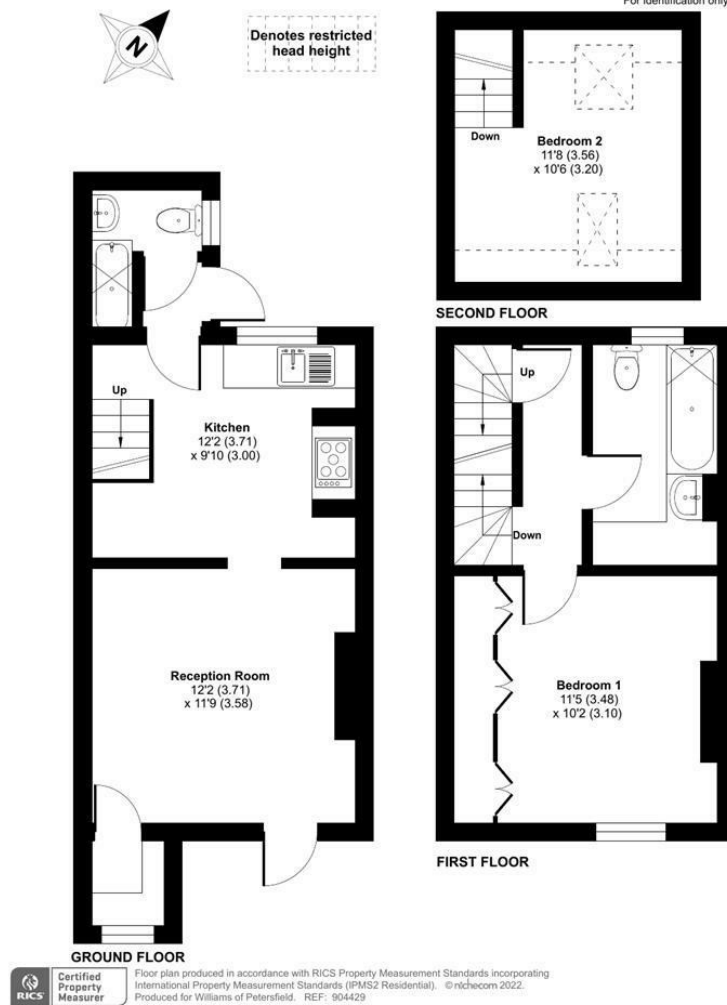 For identification only
N
Denotes restricted
head height
Down
Bedroom 2
11'8 (3.56)
x 10'6 (3.20)
SECOND FLOOR
Up
Kitchen
12'2 (3.71)
x 9'10 (3.00)
Up
Down
Reception Room
12'2 (3.71)
x 11'9 (3.58)
Bedroom 1
11'5 (3.48)
x 10'2 (3.10)
FIRST FLOOR
GROUND FLOOR
RICS
Certified
Property
Measurer
Floor plan produced in accordance with RICS Property Measurement Standards incorporating
International Property Measurement Standards (IPMS2 Residential). © nichecom 2022.
Produced for Williams of Petersfield. REF: 904429